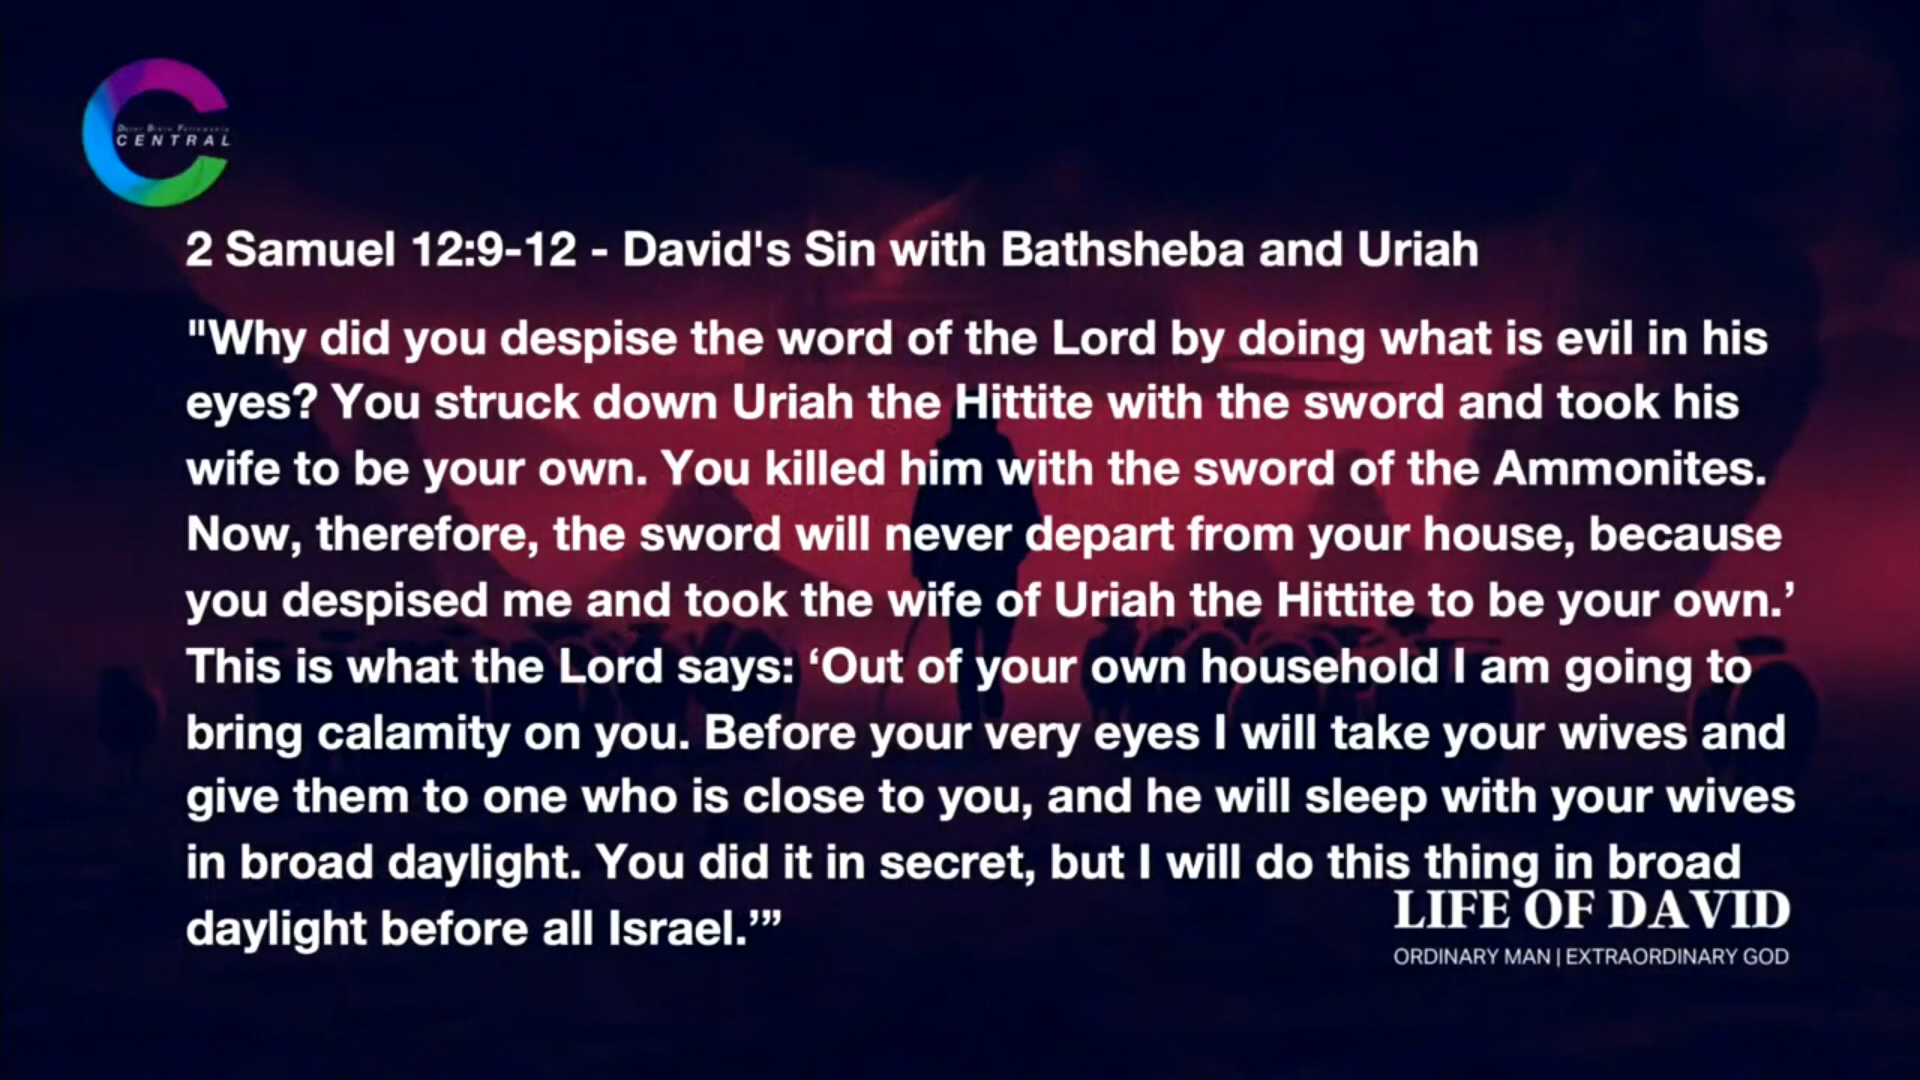 CENTRAL
2 Samuel 12:9-12 - David's Sin with Bathsheba and Uriah
"Why did you despise the word of the Lord by doing what is evil in his
eyes? You struck down Uriah the Hittite with the sword and took his
wife to be your own. You killed him with the sword of the Ammonites.
Now, therefore, the sword will never depart from your house, because
you despised me and took the wife of Uriah the Hittite to be your own.’
This is what the Lord says: ‘Out of your own household I am going to
bring calamity on you. Before your very eyes I will take your wives and
give them to one who is close to you, and he will sleep with your wives
in broad daylight. You did it in secret, but I will do this thing in broad
daylight before all Israel.’”
LIFE OF DAVID
ORDINARY MAN | EXTRAORDINARY GOD